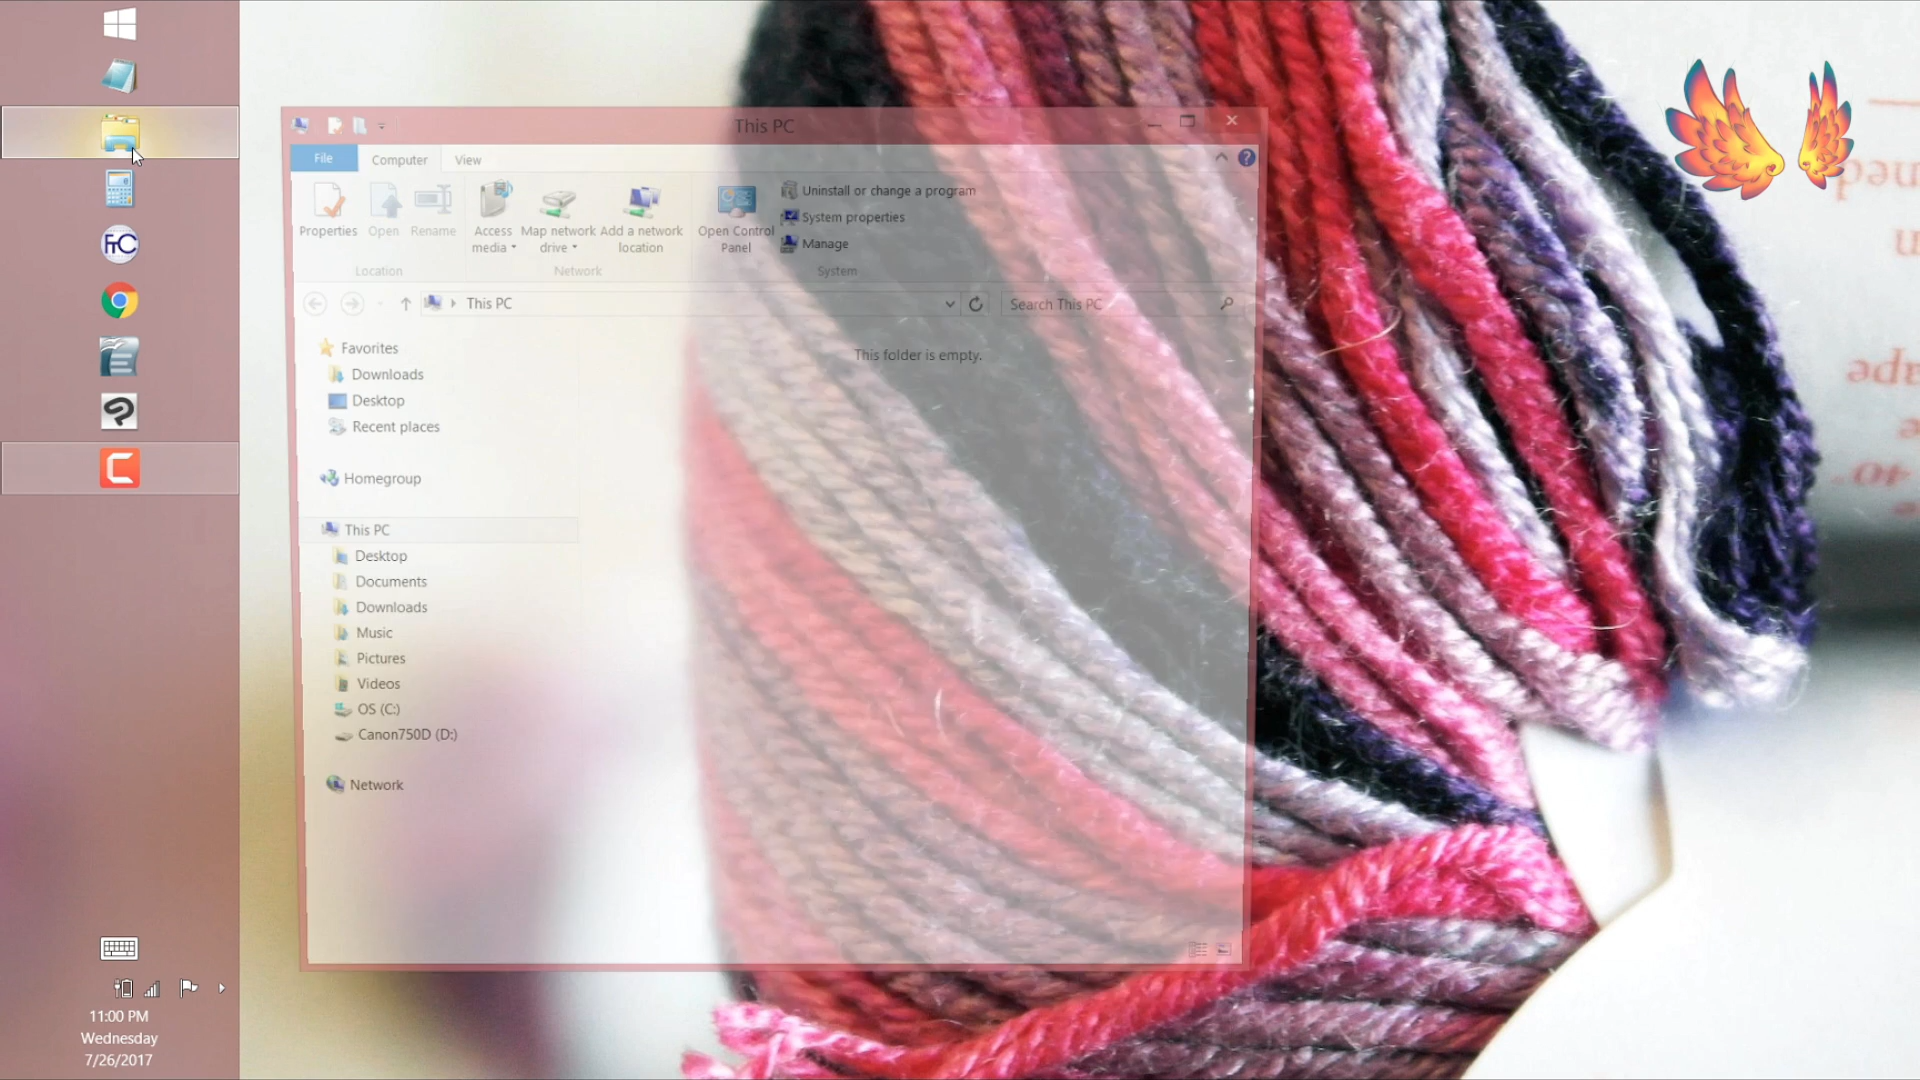 This PC
File
Computer
View
Properties
Open
Rename
Access media
Map network drive
Add a network location
Open Control Panel
Uninstall or change a program
System properties
Manage
Location
Network
System
This PC
Search This PC
This folder is empty.
Favorites
Downloads
Desktop
Recent places
Homegroup
This PC
Desktop
Documents
Downloads
Music
Pictures
Videos
OS (C:)
Canon750D (D:)
Network
FTC
11:00 PM
Wednesday
7/26/2017